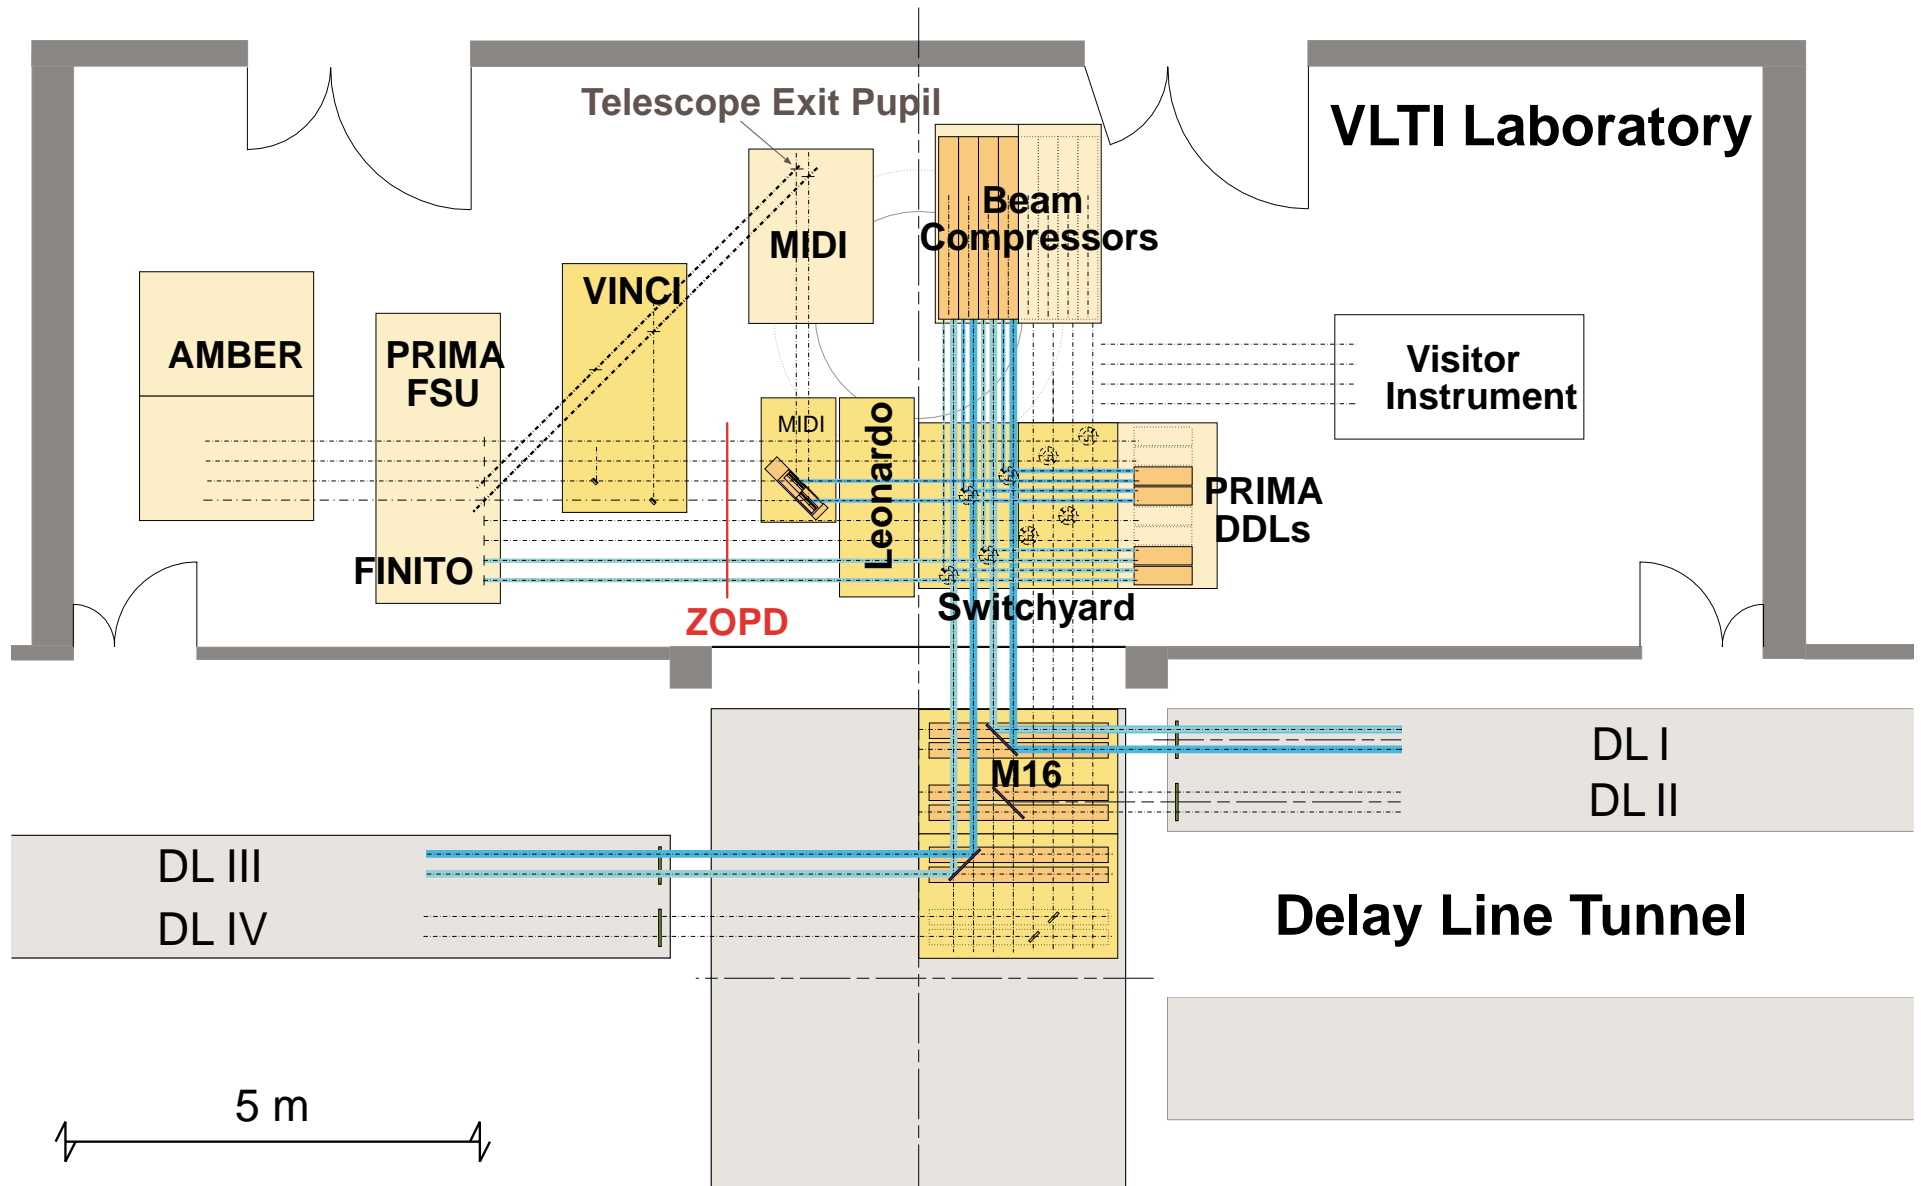 Telescope Exit Pupil
VLTI Laboratory
Beam
Compressors
MIDI
VINCI
AMBER
PRIMA
FSU
Visitor
Instrument
MIDI
Leonardo
PRIMA
DDLs
FINITO
Switchyard
ZOPD
M16
DL I
DL II
DL III
DL IV
Delay Line Tunnel
5 m